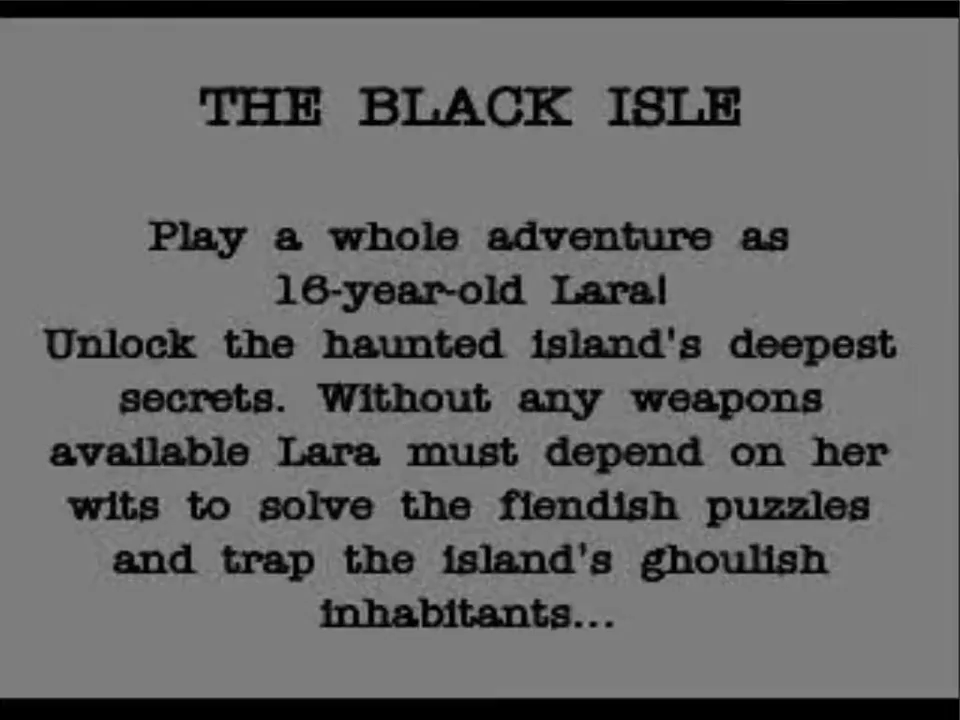 THE BLACK ISLE
Play a whole adventure as
16-year-old Lara!
Unlock the haunted island's deepest
secrets. Without any weapons
available Lara must depend on her
wits to solve the fiendish puzzles
and trap the island's ghoulish
inhabitants...